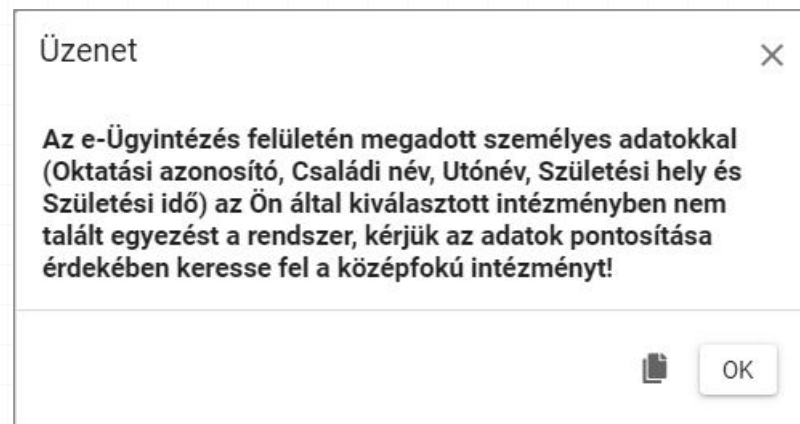 Üzenet
Az e-Ügyintézés felületén megadott személyes adatokkal
(Oktatási azonosító, Családi név, Utónév, Születési hely és
Születési idő) az Ön által kiválasztott intézményben nem
talált egyezést a rendszer, kérjük az adatok pontosítása
érdekében keresse fel a középfokú intézményt!
OK